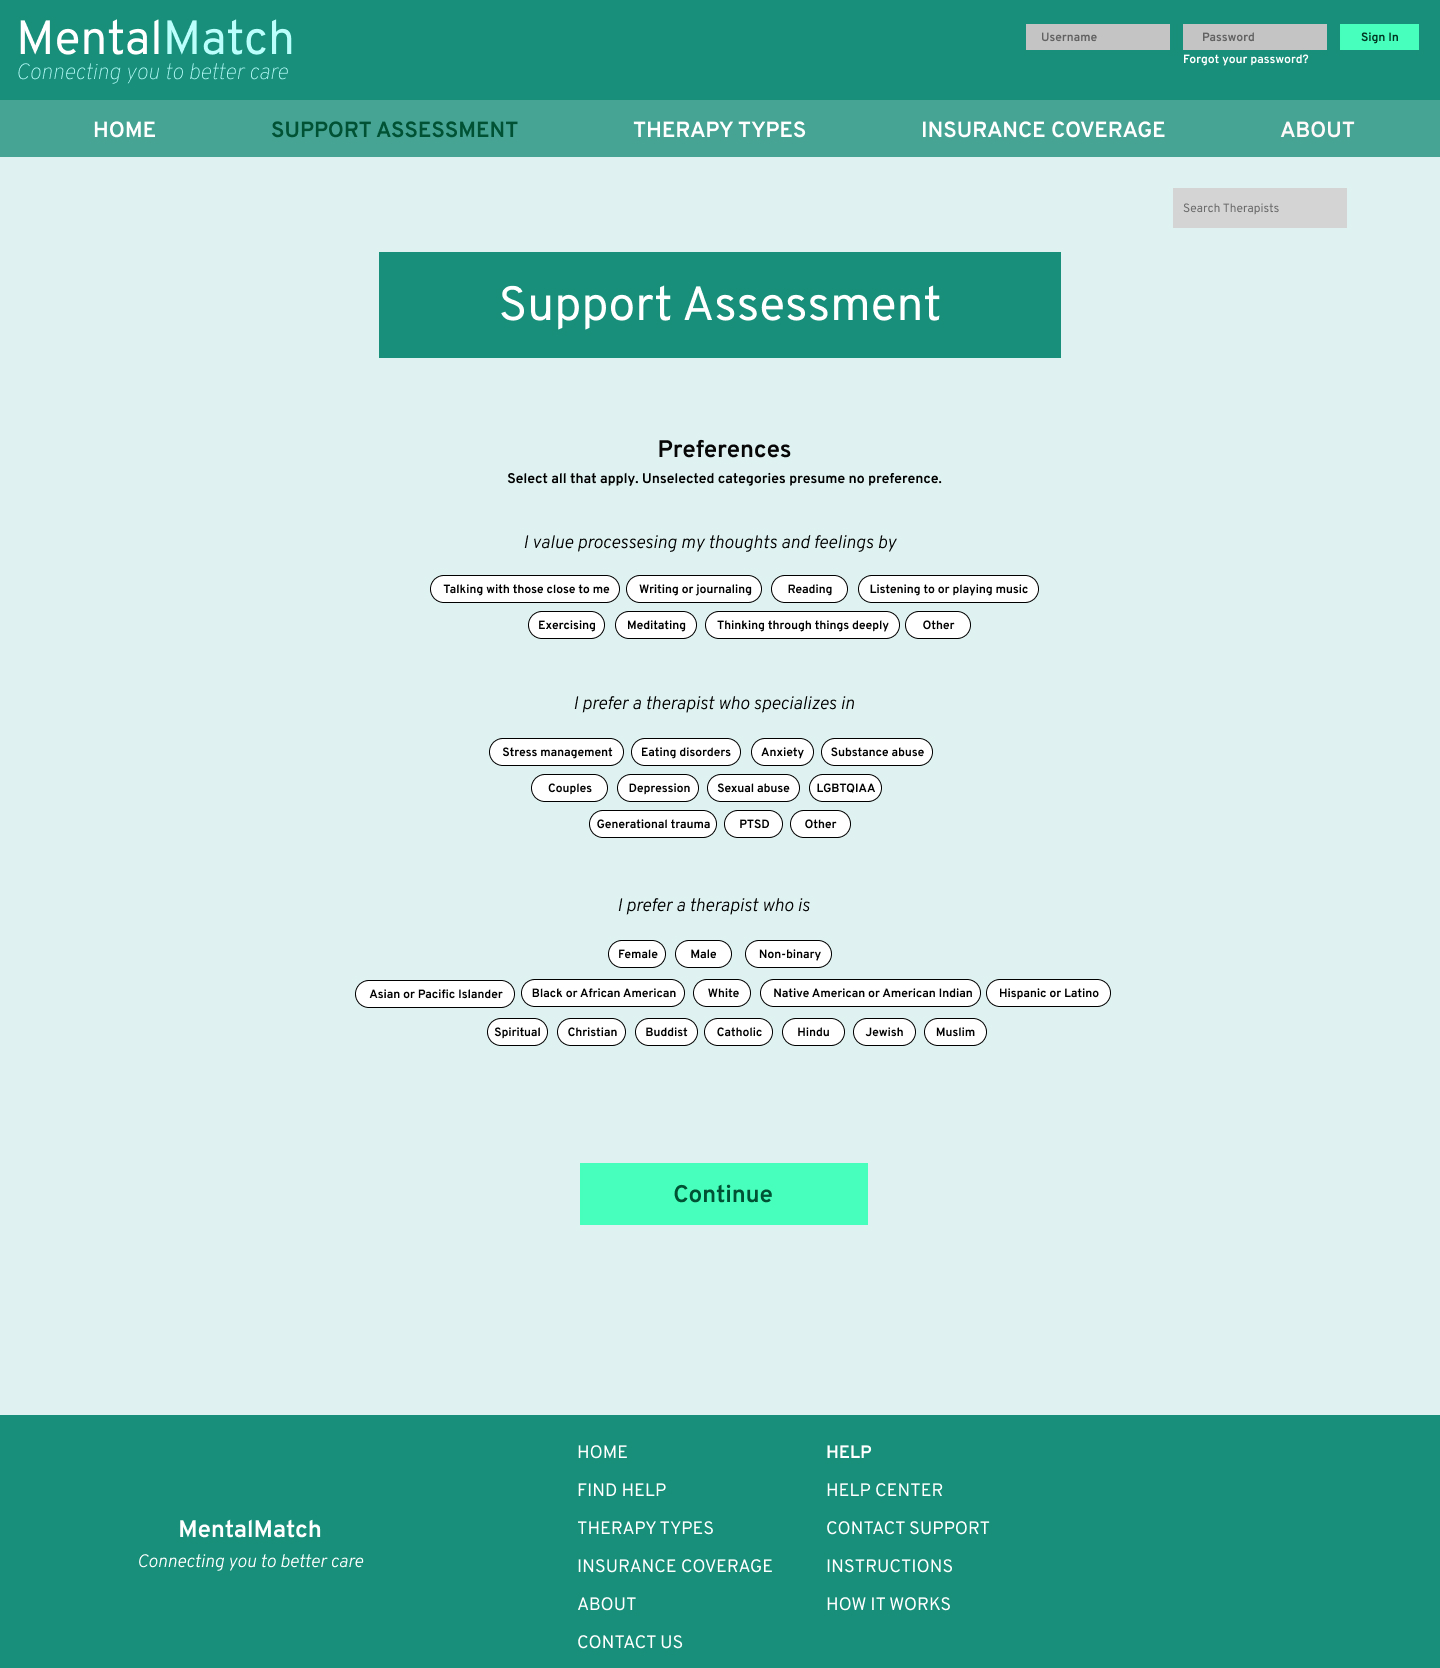 MentalMatch
Connecting you to better care
Username
Password
Sign In
Forgot your password?
HOME
SUPPORT ASSESSMENT
THERAPY TYPES
INSURANCE COVERAGE
ABOUT
Search Therapists
Support Assessment
Preferences
Select all that apply. Unselected categories presume no preference.
I value processesing my thoughts and feelings by
Talking with those close to me
Writing or journaling
Reading
Listening to or playing music
Exercising
Meditating
Thinking through things deeply
Other
I prefer a therapist who specializes in
Stress management
Eating disorders
Anxiety
Substance abuse
Couples
Depression
Sexual abuse
LGBTQIAA
Generational trauma
PTSD
Other
I prefer a therapist who is
Female
Male
Non-binary
Asian or Pacific Islander
Black or African American
White
Native American or American Indian
Hispanic or Latino
Spiritual
Christian
Buddist
Catholic
Hindu
Jewish
Muslim
Continue
MentalMatch
Connecting you to better care
HOME
FIND HELP
THERAPY TYPES
INSURANCE COVERAGE
ABOUT
CONTACT US
HELP
HELP CENTER
CONTACT SUPPORT
INSTRUCTIONS
HOW IT WORKS